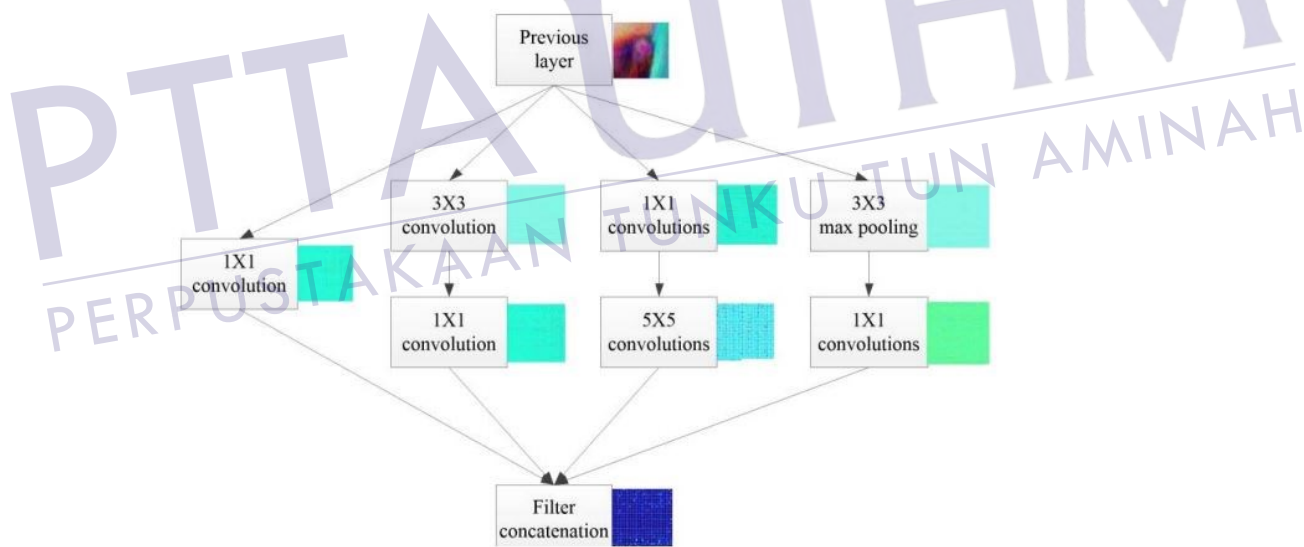 Previous
layer
3X3
convolution
1X1
convolutions
3X3
max pooling
1X1
convolution
1X1
convolution
5X5
convolutions
1X1
convolutions
Filter
concatenation
PTTA UTHM
PERPUSTAKAAN TUNKU TUN AMINAH